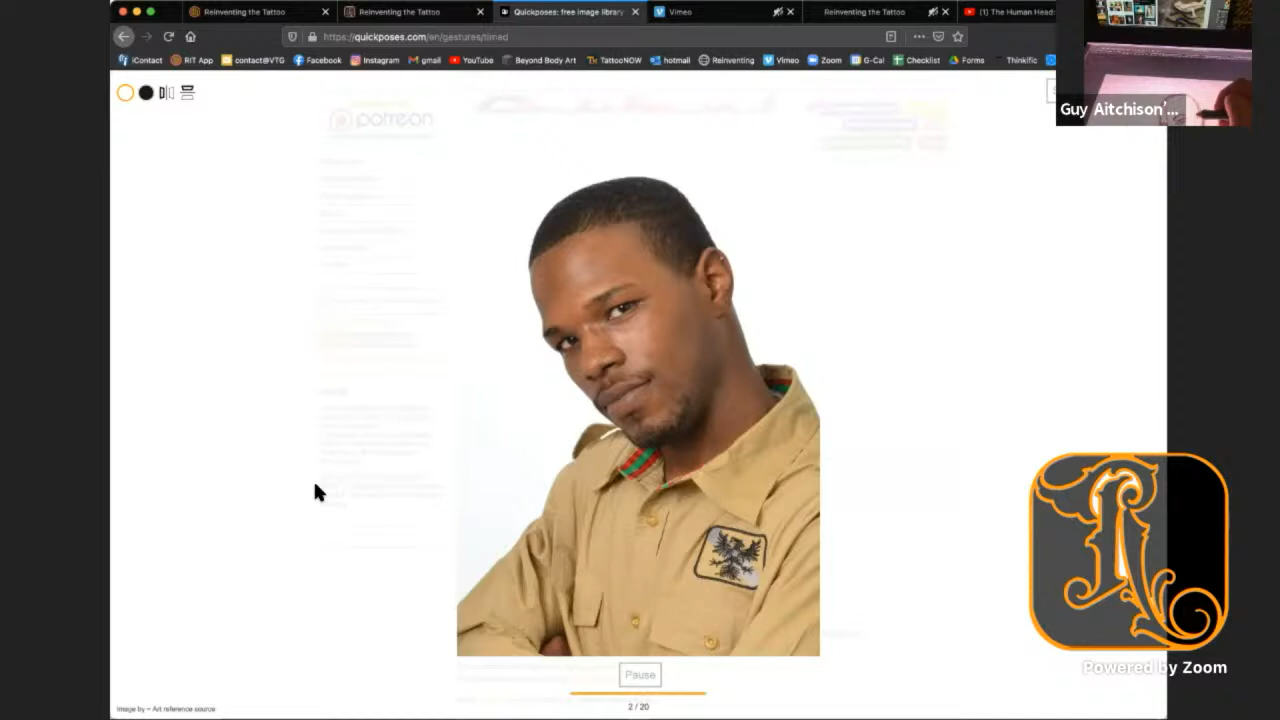 Reinventing the Tattoo
Reinventing the Tattoo
Quickposes: free image library
Vimeo
Reinventing the Tattoo
(1) The Human Head:
https://quickposes.com/en/gestures/timed
iContact
RIT App
contact@VTG
Facebook
Instagram
gmail
YouTube
Beyond Body Art
TattooNOW
hotmail
Reinventing
Vimeo
Zoom
G-Cal
Checklist
Forms
Thinkific
Guy Aitchison'...
patreon
Pause
2 / 20
Image by ~ Art reference source
Powered by Zoom